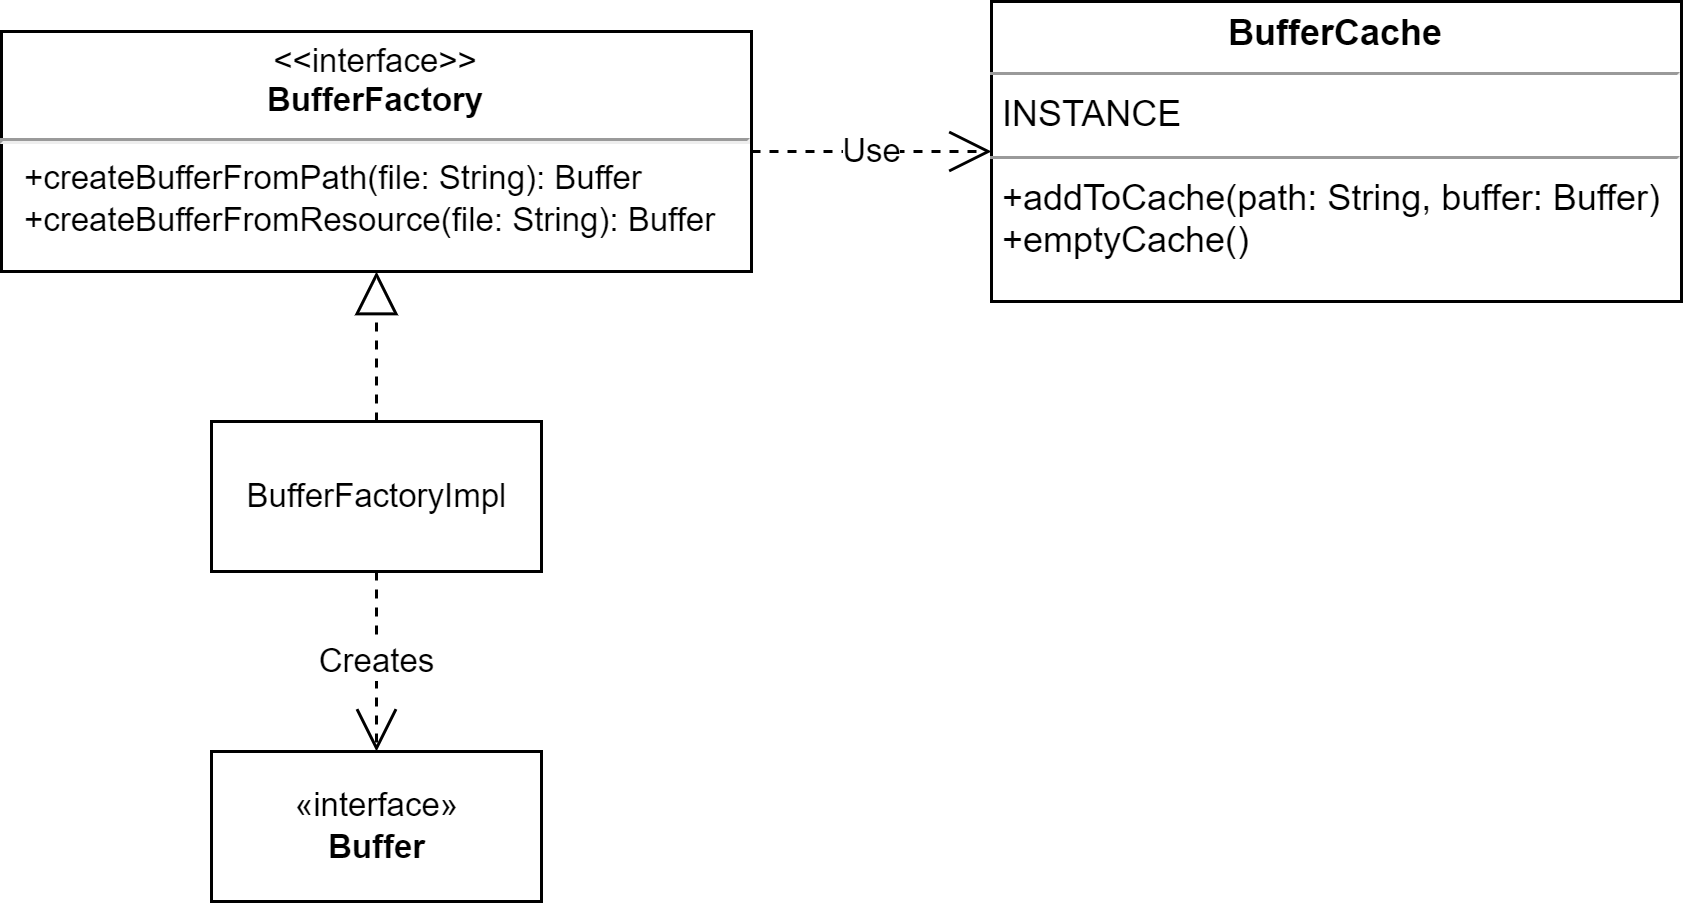 <<interface>>
BufferFactory
+createBufferFromPath(file: String): Buffer
+createBufferFromResource(file: String): Buffer
Use
BufferCache
INSTANCE
+addToCache(path: String, buffer: Buffer)
+emptyCache()
BufferFactoryImpl
Creates
«interface»
Buffer